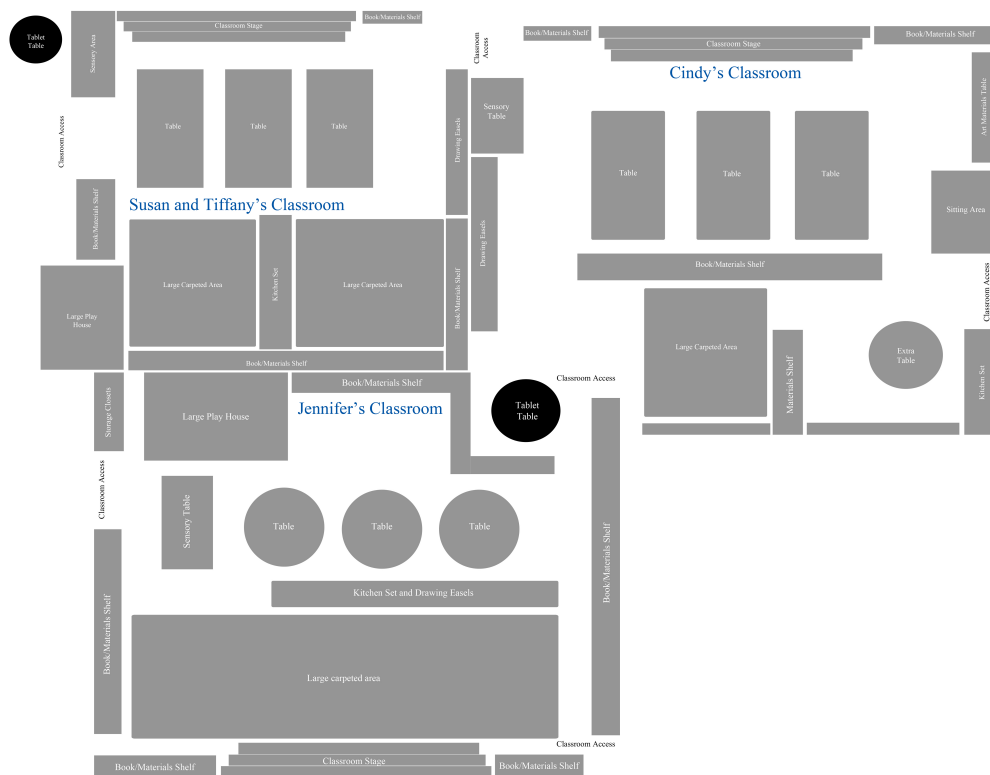 Tablet
Table
Sensory Area
Classroom Stage
Book/Materials Shelf
Classroom
Access
Book/Materials Shelf
Classroom Stage
Book/Materials Shelf
Cindy's Classroom
Classroom Access
Table
Table
Table
Drawing Easels
Sensory
Table
Art Materials Table
Table
Table
Table
Book/Materials Shelf
Susan and Tiffany's Classroom
Drawing Easels
Sitting Area
Large Carpeted Area
Kitchen Set
Large Carpeted Area
Book/Materials Shelf
Book/Materials Shelf
Classroom Access
Large Play
House
Book/Materials Shelf
Large Carpeted Area
Materials Shelf
Extra
Table
Kitchen Set
Storage Closets
Large Play House
Book/Materials Shelf
Jennifer's Classroom
Tablet
Table
Classroom Access
Classroom Access
Sensory Table
Table
Table
Table
Book/Materials Shelf
Kitchen Set and Drawing Easels
Book/Materials Shelf
Large carpeted area
Classroom Access
Book/Materials Shelf
Classroom Stage
Book/Materials Shelf